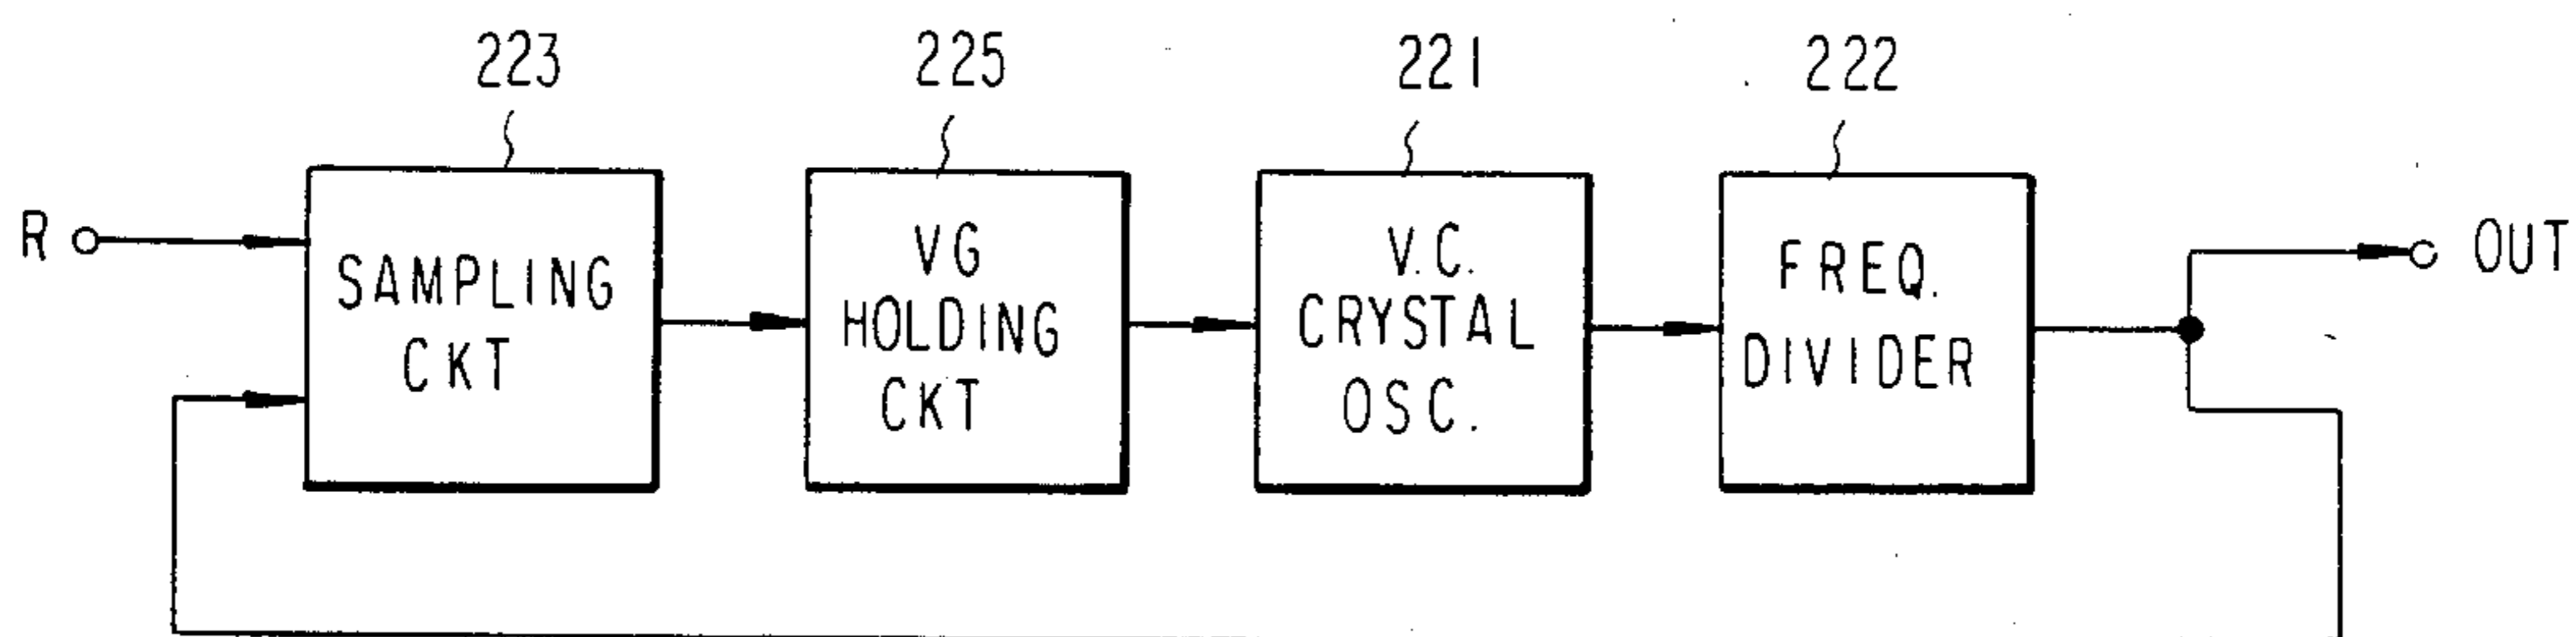 223
225
221
222
R
SAMPLING
CKT
VG
HOLDING
CKT
V.C.
CRYSTAL
OSC.
FREQ.
DIVIDER
OUT